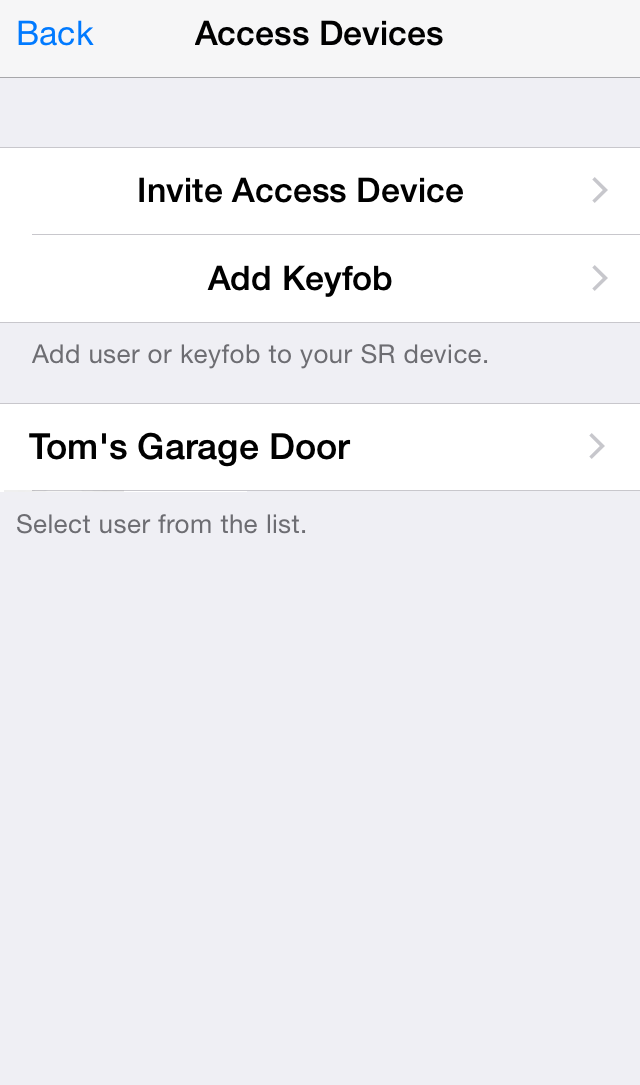 Back Access Devices
Invite Access Device
Add Keyfob
Add user or keyfob to your SR device.
Tom's Garage Door
Select user from the list.